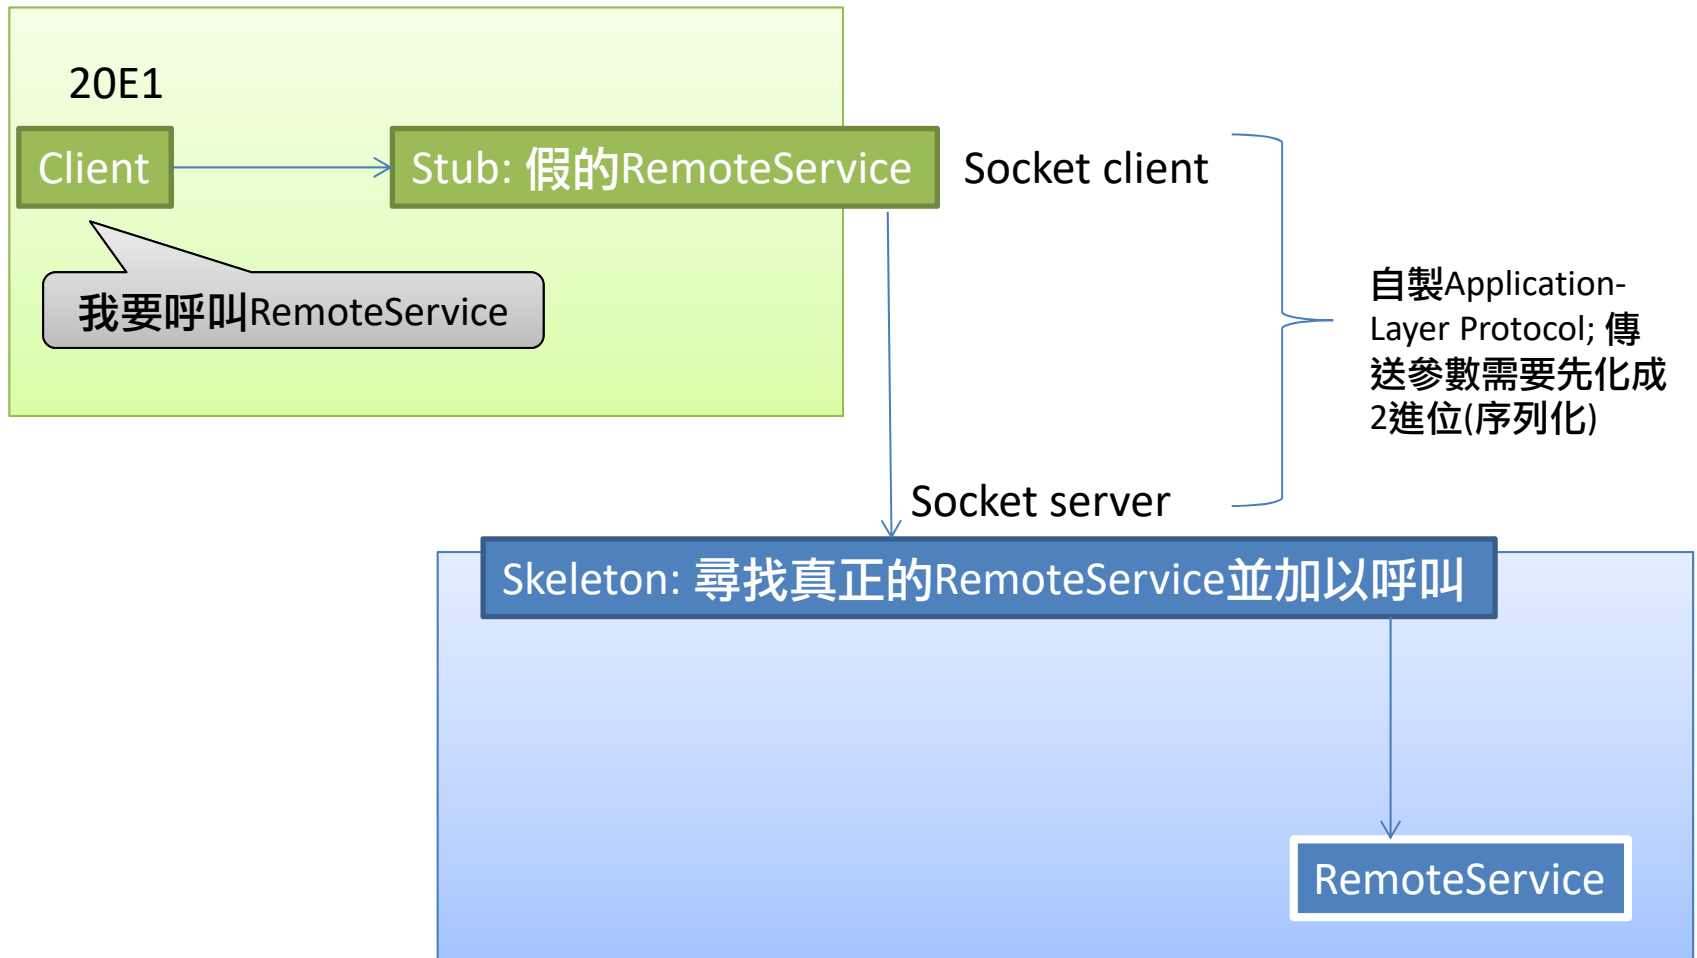 20E1
Client
Stub: 假的RemoteService
Socket client
我要呼叫RemoteService
自製Application-
Layer Protocol; 傳
送參數需要先化成
2進位(序列化)
Socket server
Skeleton: 尋找真正的RemoteService並加以呼叫
RemoteService